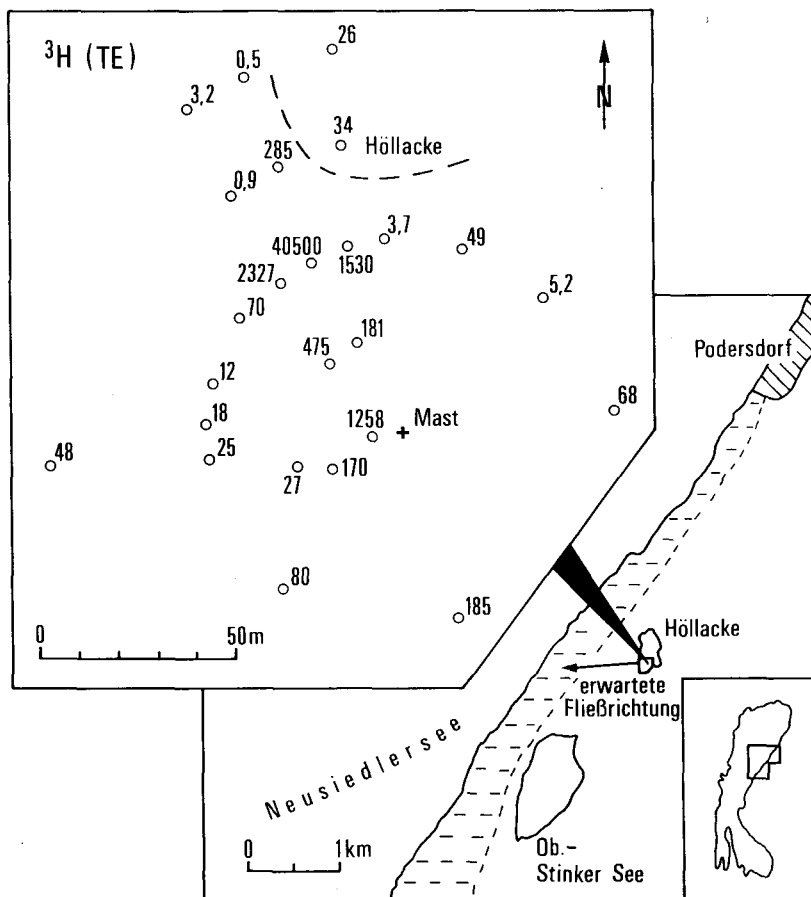 ³H (TE)
26
0,5
3,2
N
34
Höllacke
285
0,9
3,7
49
40500
1530
2327
5,2
70
181
475
Podersdorf
12
68
18
1258
Mast
48
25
27
170
80
185
0
50m
Höllacke
erwartete
Fließrichtung
Neusiedlersee
0
1km
Ob.-
Stinker See